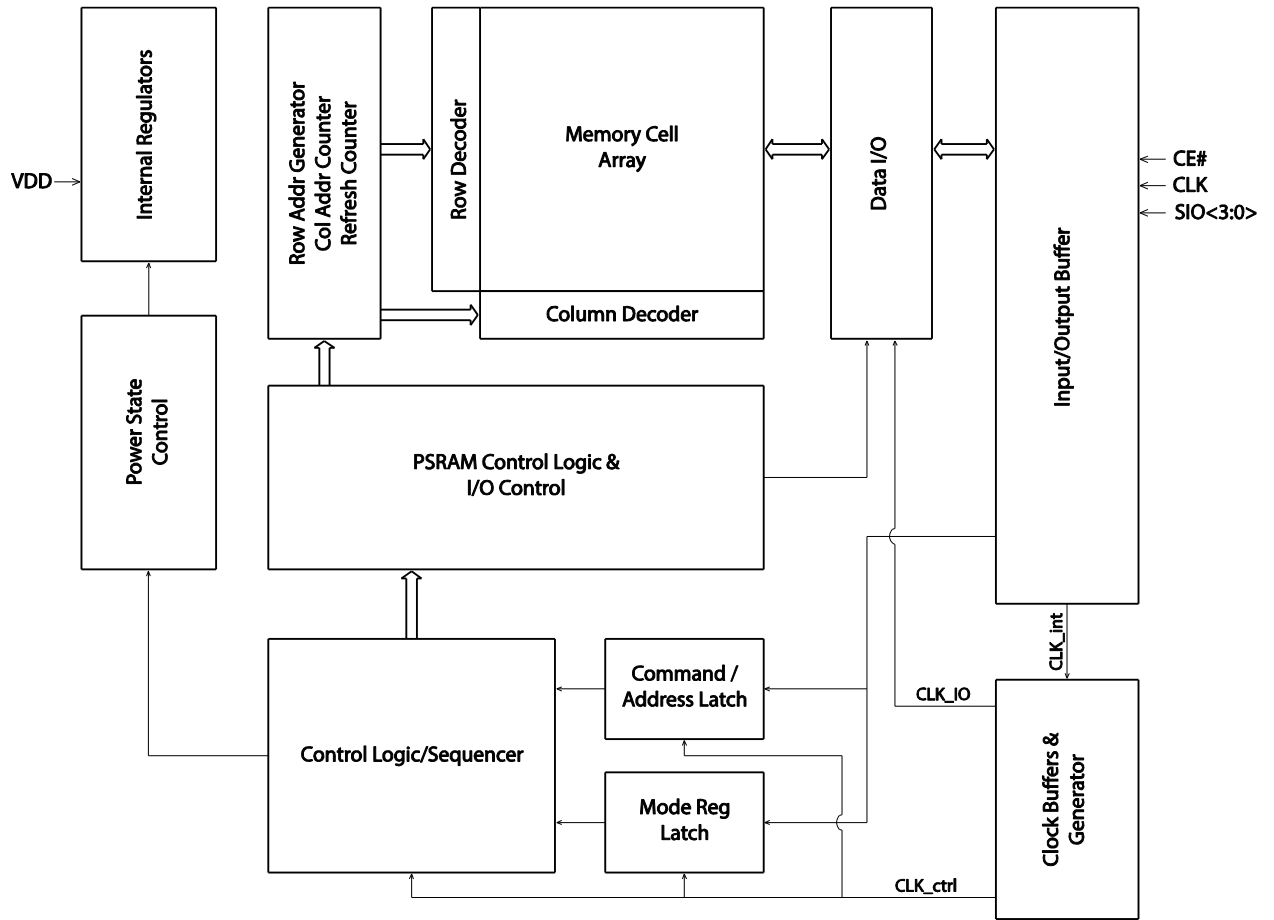 Internal Regulators
Row Addr Generator
Col Addr Counter
Refresh Counter
Row Decoder
Memory Cell
Array
Data I/O
Input/Output Buffer
CE#
CLK
SIO<3:0>
VDD
Column Decoder
Power State
Control
PSRAM Control Logic &
I/O Control
CLK_int
Control Logic/Sequencer
Command /
Address Latch
CLK_IO
Mode Reg
Latch
Clock Buffers &
Generator
CLK_ctrl